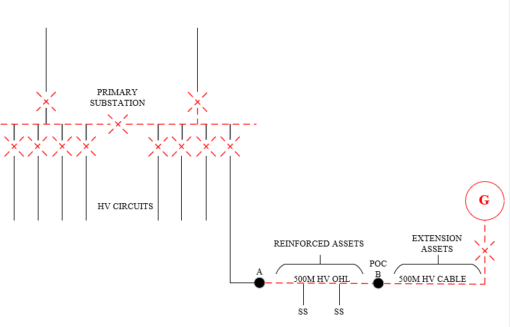 PRIMARY
SUBSTATION
HV CIRCUITS
G
REINFORCED ASSETS
EXTENSION
ASSETS
A
POC
B
500M HV OHL
500M HV CABLE
SS
SS